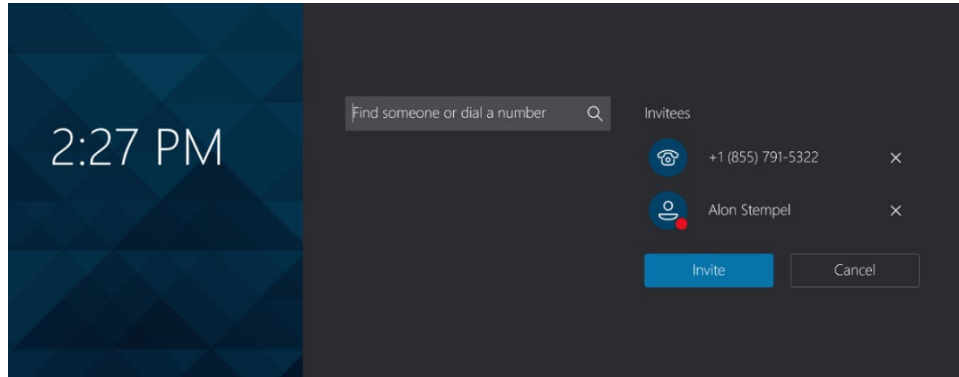 2:27 PM
Find someone or dial a number
Invitees
+1 (855) 791-5322
Alon Stempel
Invite
Cancel